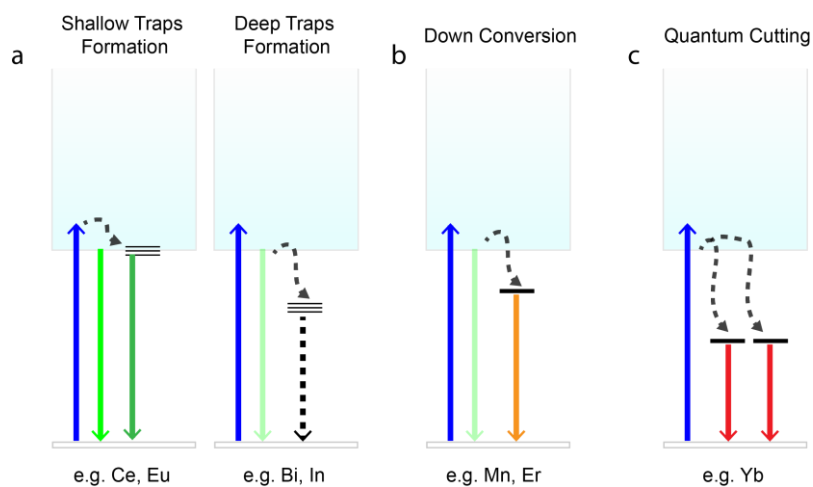 Shallow Traps
Formation
Deep Traps
Formation
Down Conversion
Quantum Cutting
a
b
c
e.g. Ce, Eu
e.g. Bi, In
e.g. Mn, Er
e.g. Yb